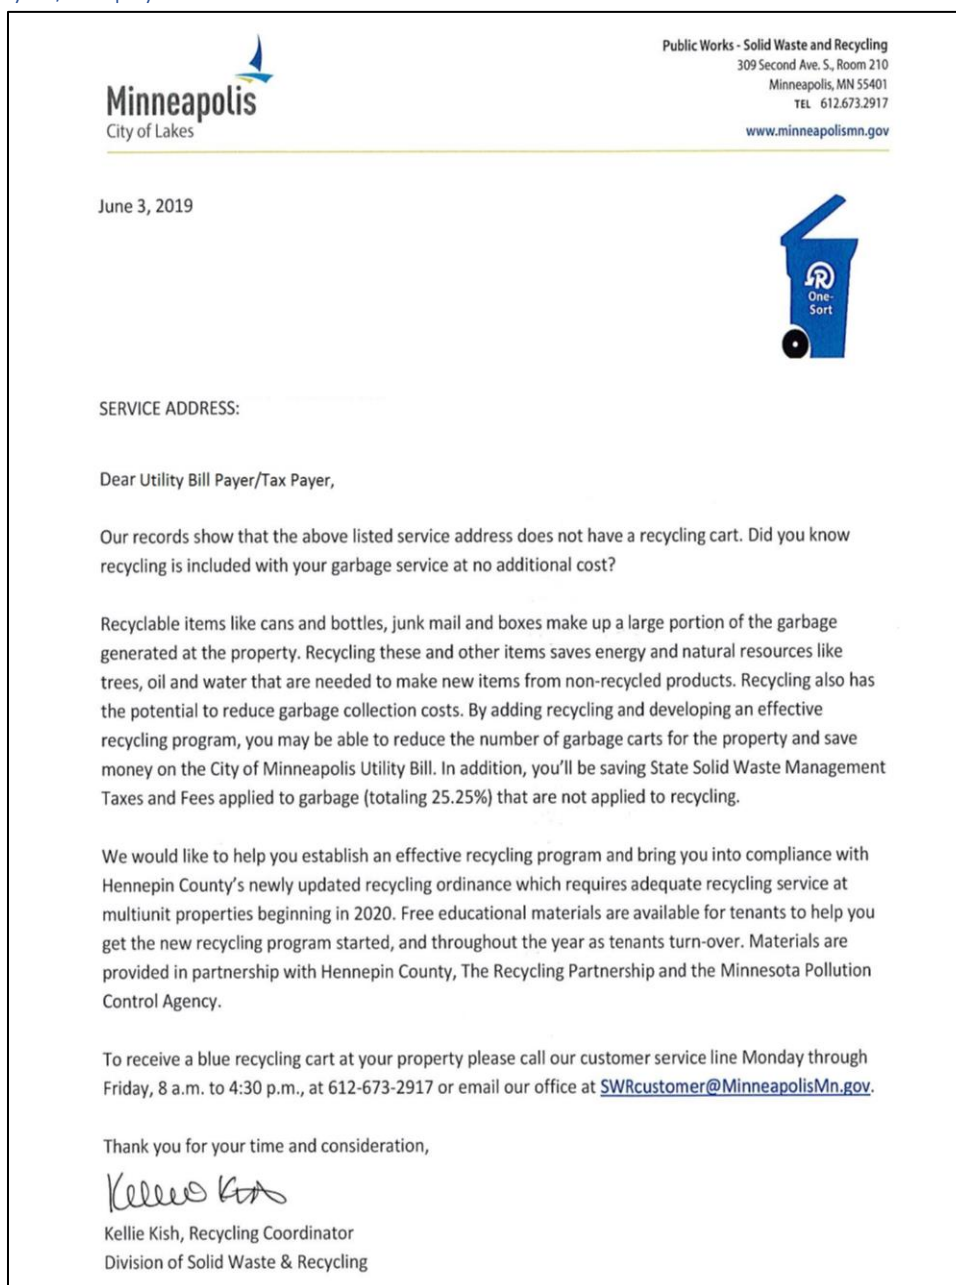 Minneapolis
City of Lakes
Public Works - Solid Waste and Recycling
309 Second Ave. S., Room 210
Minneapolis, MN 55401
TEL 612.673.2917
www.minneapolismn.gov
June 3, 2019
R
One-
Sort
SERVICE ADDRESS:
Dear Utility Bill Payer/Tax Payer,
Our records show that the above listed service address does not have a recycling cart. Did you know
recycling is included with your garbage service at no additional cost?
Recyclable items like cans and bottles, junk mail and boxes make up a large portion of the garbage
generated at the property. Recycling these and other items saves energy and natural resources like
trees, oil and water that are needed to make new items from non-recycled products. Recycling also has
the potential to reduce garbage collection costs. By adding recycling and developing an effective
recycling program, you may be able to reduce the number of garbage carts for the property and save
money on the City of Minneapolis Utility Bill. In addition, you'll be saving State Solid Waste Management
Taxes and Fees applied to garbage (totaling 25.25%) that are not applied to recycling.
We would like to help you establish an effective recycling program and bring you into compliance with
Hennepin County's newly updated recycling ordinance which requires adequate recycling service at
multiunit properties beginning in 2020. Free educational materials are available for tenants to help you
get the new recycling program started, and throughout the year as tenants turn-over. Materials are
provided in partnership with Hennepin County, The Recycling Partnership and the Minnesota Pollution
Control Agency.
To receive a blue recycling cart at your property please call our customer service line Monday through
Friday, 8 a.m. to 4:30 p.m., at 612-673-2917 or email our office at SWRcustomer@MinneapolisMn.gov.
Thank you for your time and consideration,
Kellie Kish, Recycling Coordinator
Division of Solid Waste & Recycling